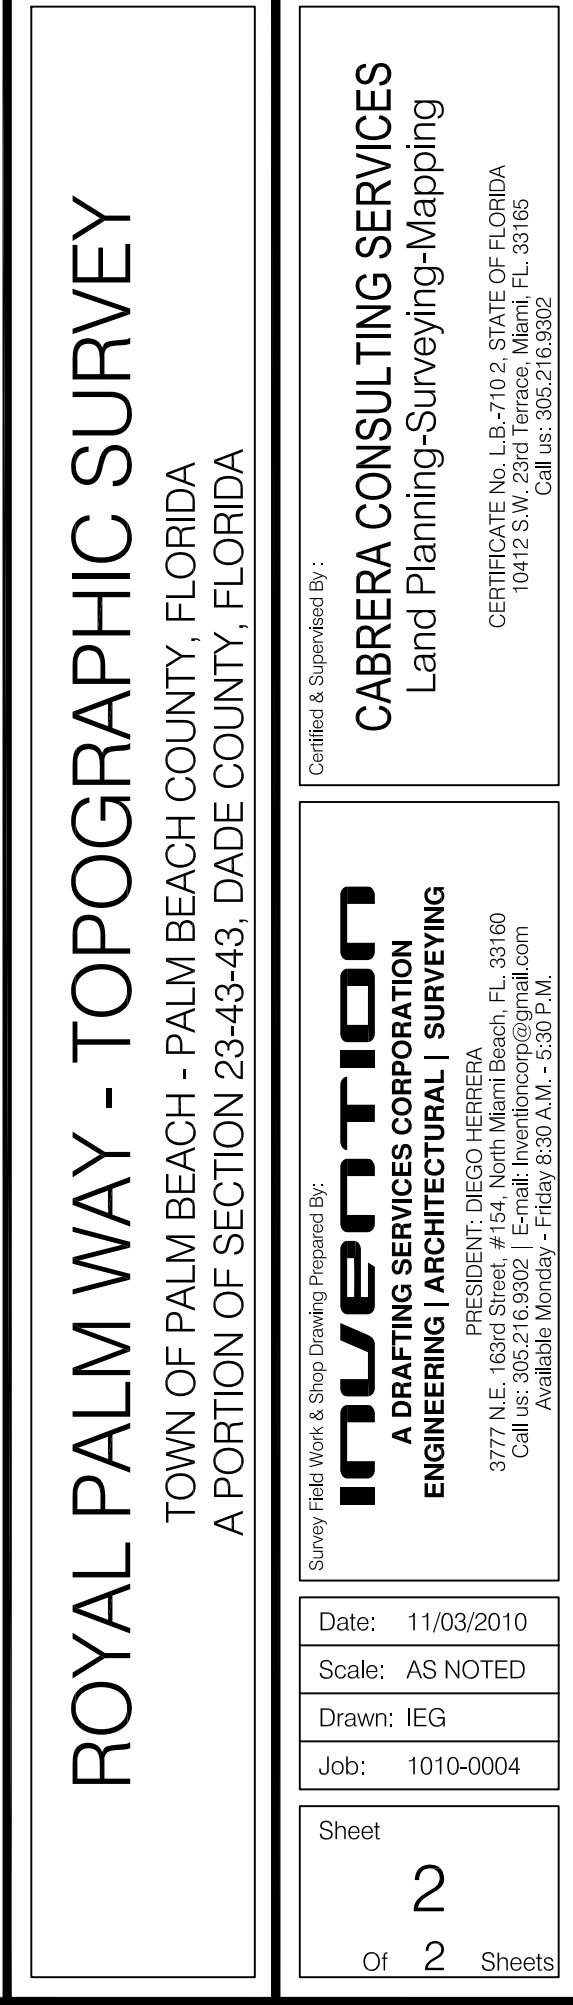 ROYAL PALM WAY - TOPOGRAPHIC SURVEY
TOWN OF PALM BEACH - PALM BEACH COUNTY, FLORIDA
A PORTION OF SECTION 23-43-43, DADE COUNTY, FLORIDA
Certified & Supervised By :
CABRERA CONSULTING SERVICES
Land Planning-Surveying-Mapping
CERTIFICATE No. L.B.-710 2, STATE OF FLORIDA
10412 S.W. 23rd Terrace, Miami, FL. 33165
Call us: 305.216.9302
Survey Field Work & Shop Drawing Prepared By:
INVENTION
A DRAFTING SERVICES CORPORATION
ENGINEERING | ARCHITECTURAL | SURVEYING
PRESIDENT: DIEGO HERRERA
3777 N.E. 163rd Street, #154, North Miami Beach, FL. 33160
Call us: 305.216.9302 | E-mail: Inventioncorp@gmail.com
Available Monday - Friday 8:30 A.M. - 5:30 P.M.
Date: 11/03/2010
Scale: AS NOTED
Drawn: IEG
Job: 1010-0004
Sheet
2
Of 2 Sheets